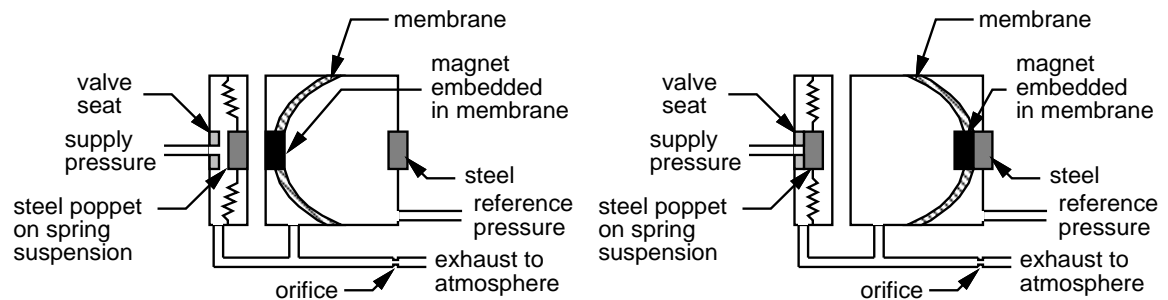 membrane
valve
seat
magnet
embedded
in membrane
supply
pressure
steel
steel poppet
on spring
suspension
reference
pressure
exhaust to
atmosphere
orifice
membrane
valve
seat
magnet
embedded
in membrane
supply
pressure
steel
steel poppet
on spring
suspension
reference
pressure
exhaust to
atmosphere
orifice